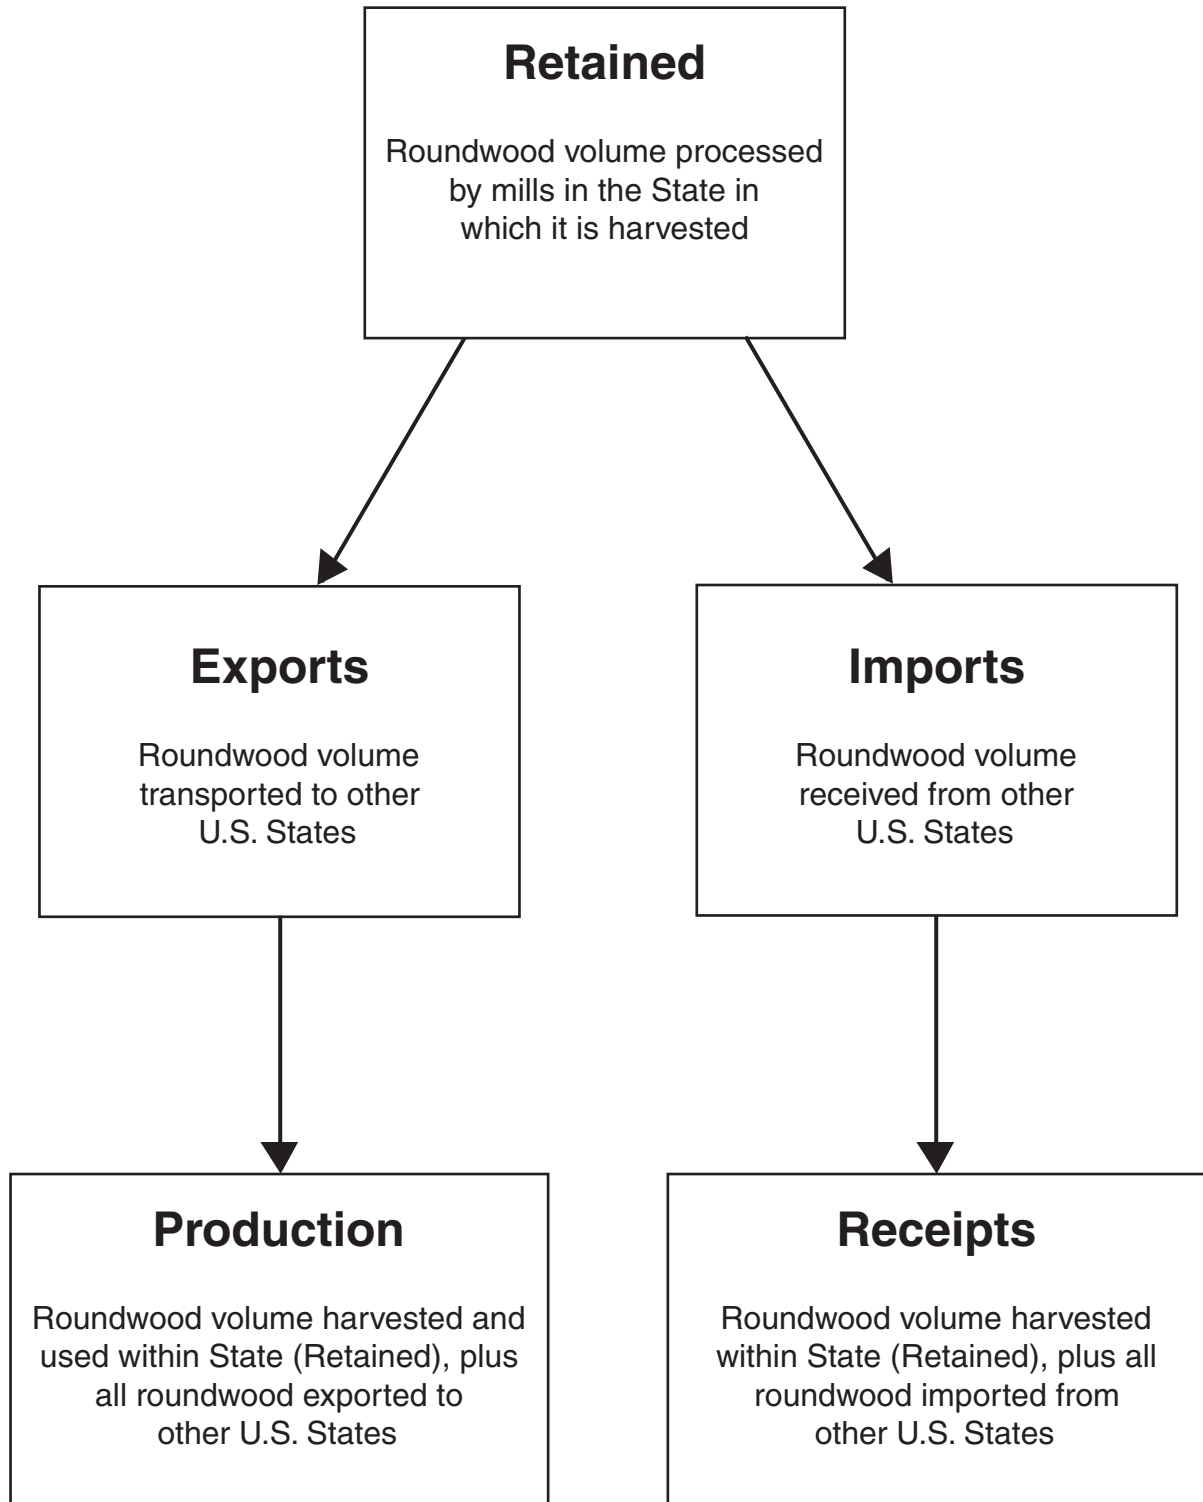 Retained
Roundwood volume processed
by mills in the State in
which it is harvested
Exports
Roundwood volume
transported to other
U.S. States
Imports
Roundwood volume
received from other
U.S. States
Production
Roundwood volume harvested and
used within State (Retained), plus
all roundwood exported to
other U.S. States
Receipts
Roundwood volume harvested
within State (Retained), plus all
roundwood imported from
other U.S. States